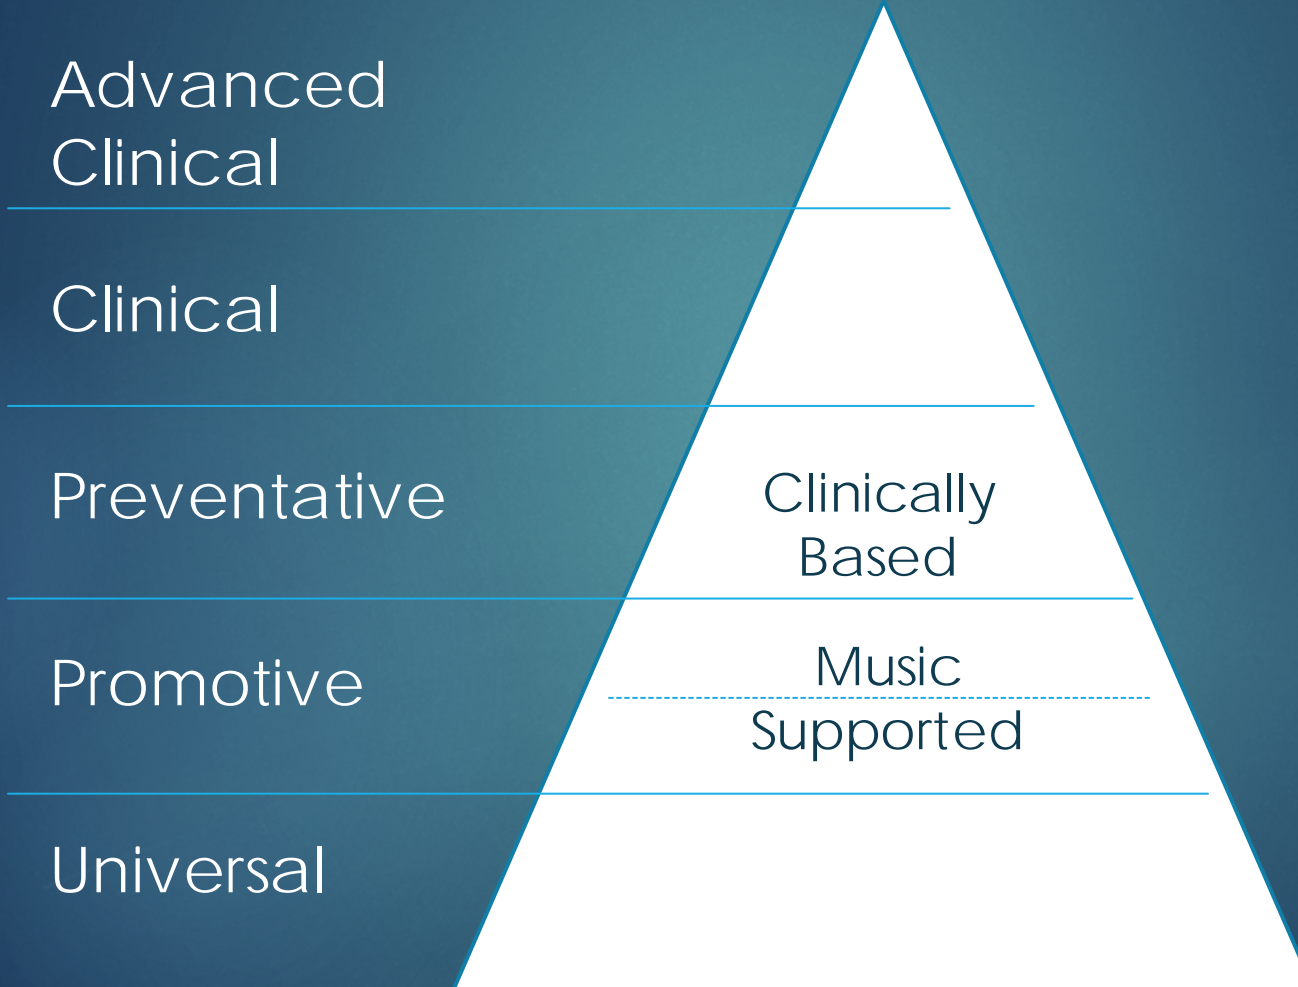 Advanced
Clinical
Clinical
Preventative
Clinically
Based
Promotive
Music
Supported
Universal